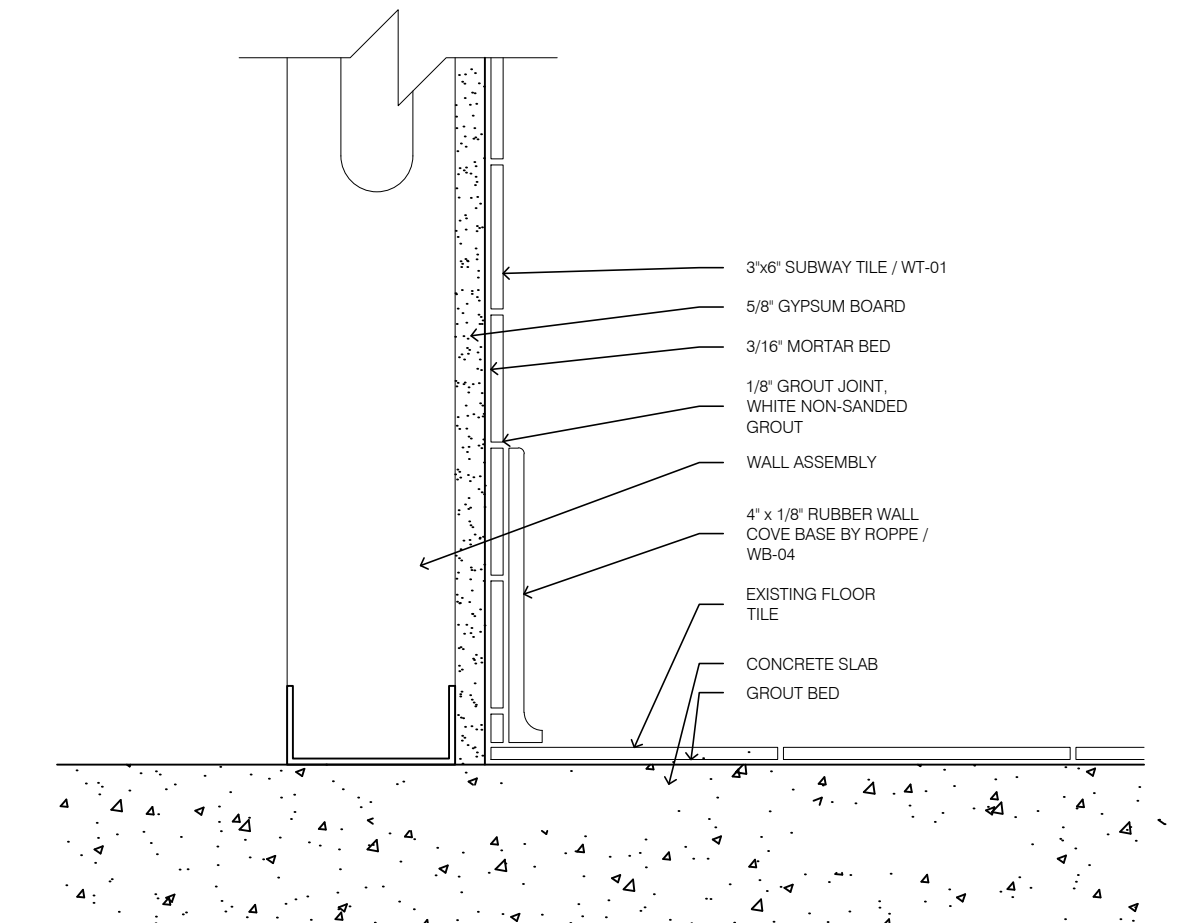 3"x6" SUBWAY TILE / WT-01
5/8" GYPSUM BOARD
3/16" MORTAR BED
1/8" GROUT JOINT,
WHITE NON-SANDED
GROUT
WALL ASSEMBLY
4" x 1/8" RUBBER WALL
COVE BASE BY ROPPE /
WB-04
EXISTING FLOOR
TILE
CONCRETE SLAB
GROUT BED